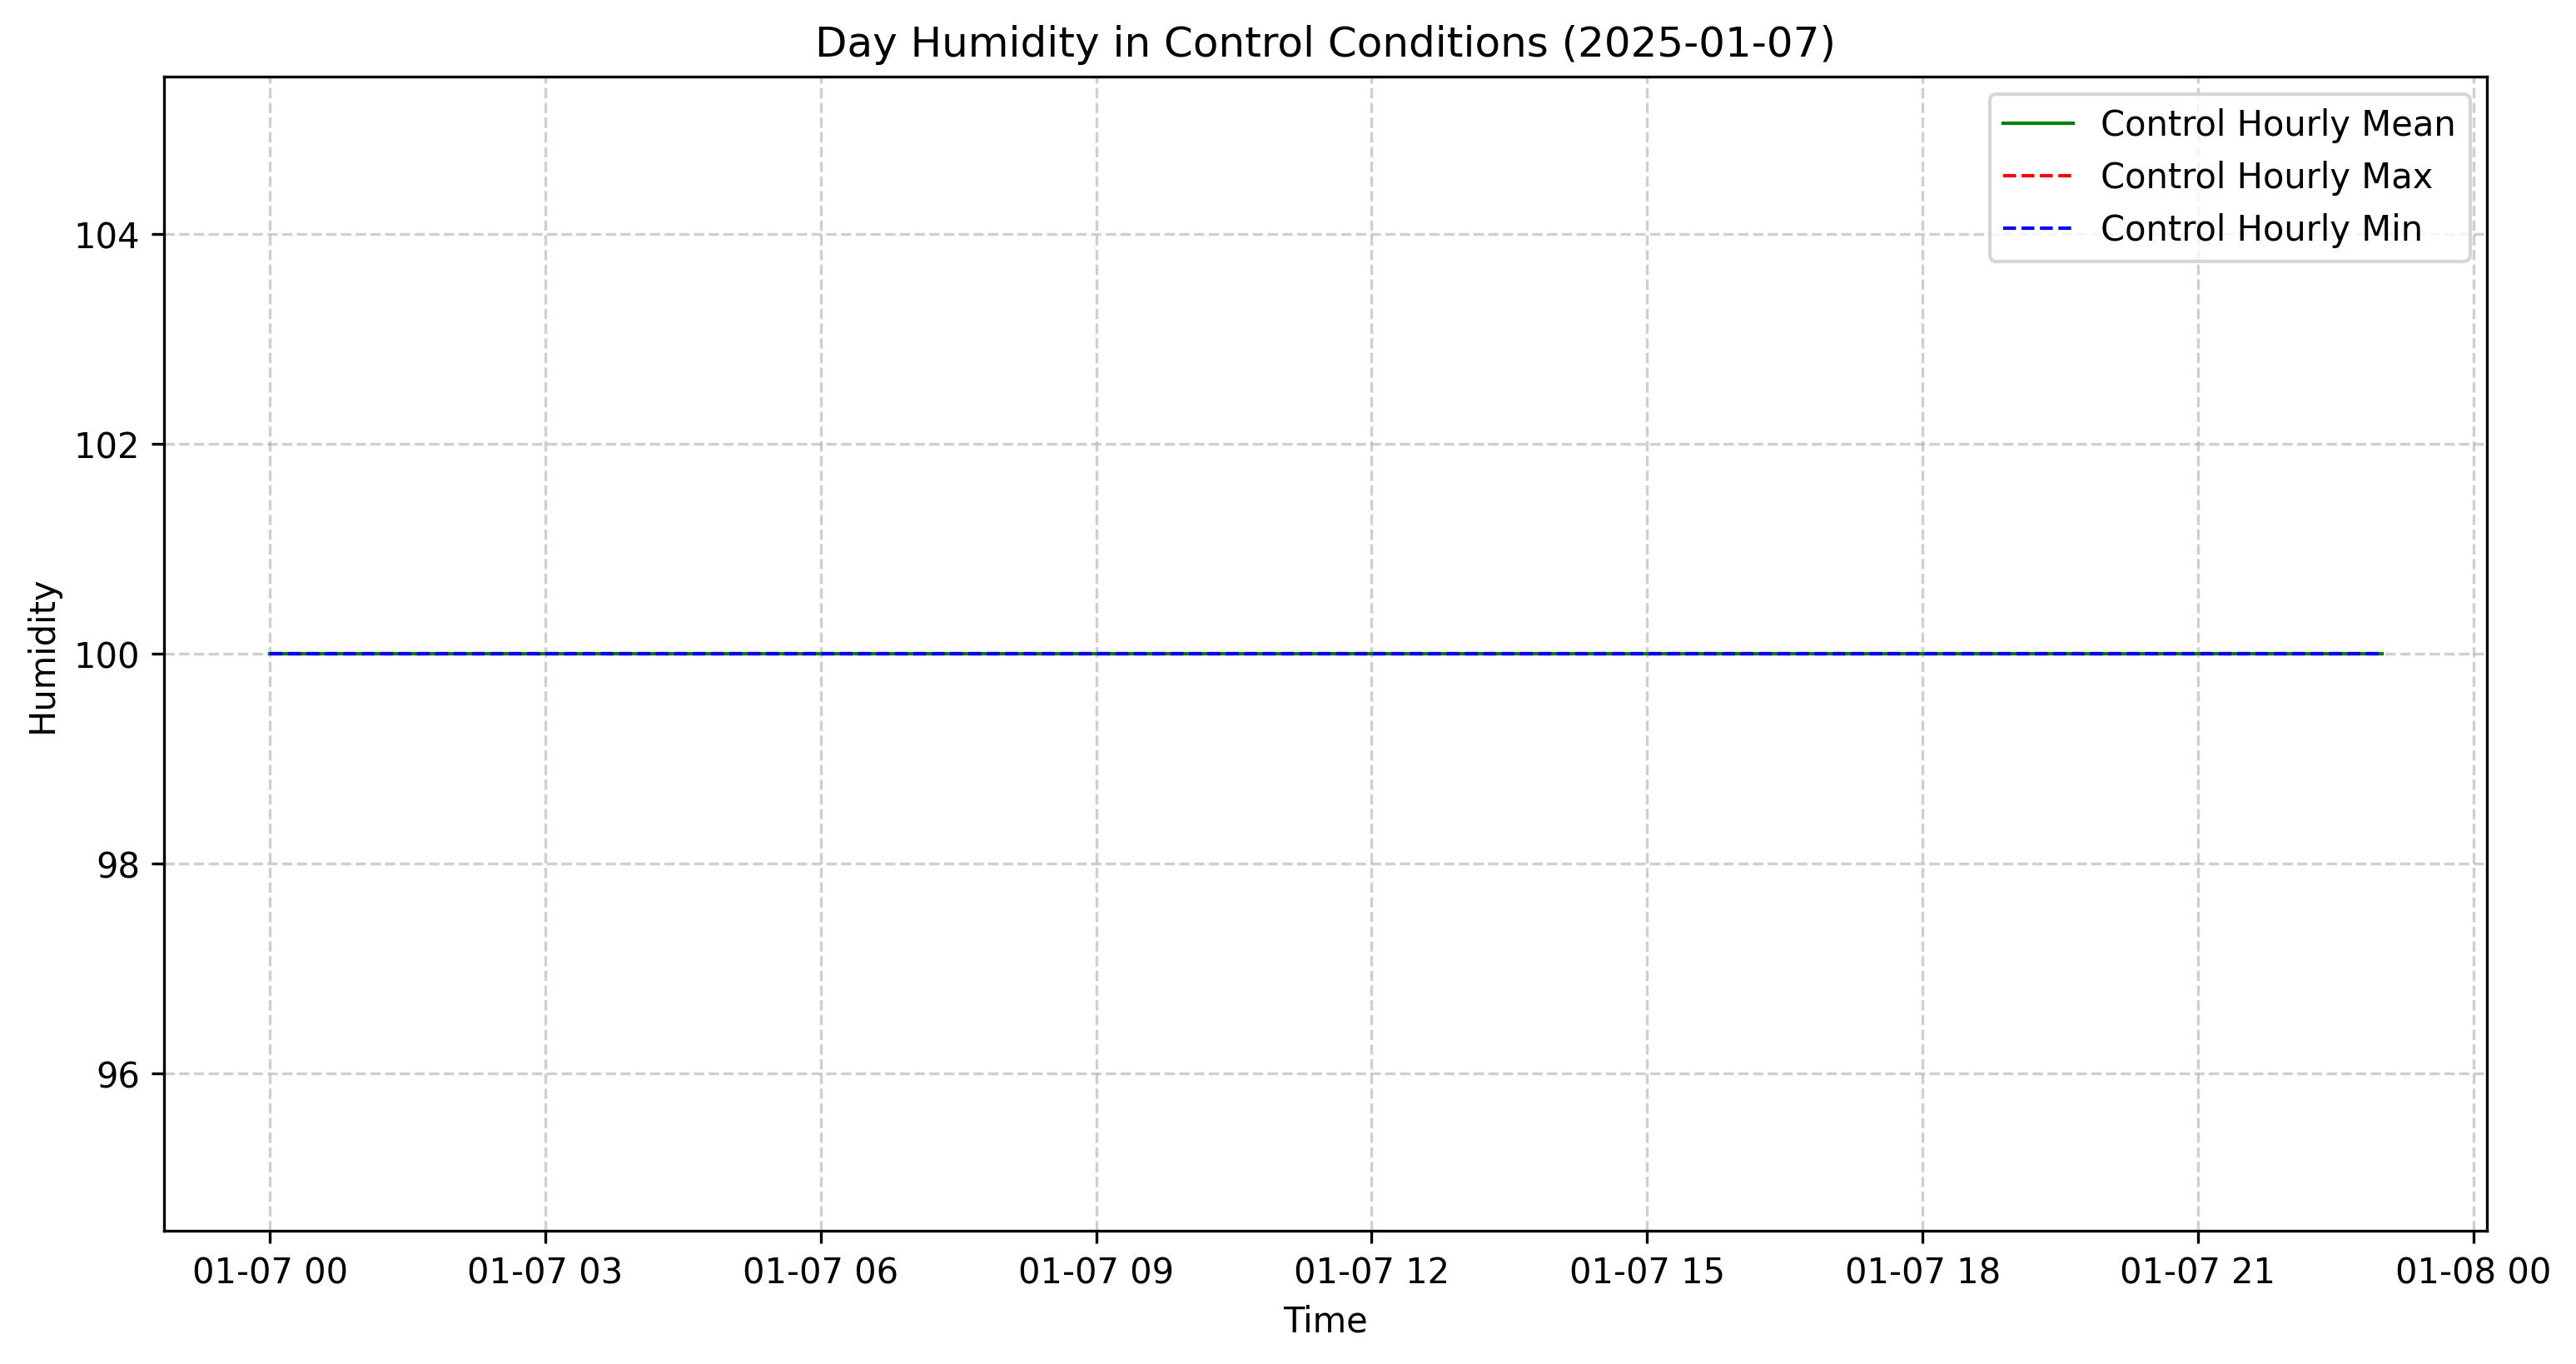 Day Humidity in Control Conditions (2025-01-07)
Control Hourly Mean
Control Hourly Max
Control Hourly Min
104
102
100
98
96
Humidity
01-07 00 01-07 03 01-07 06 01-07 09 01-07 12 01-07 15 01-07 18 01-07 21 01-08 00
Time